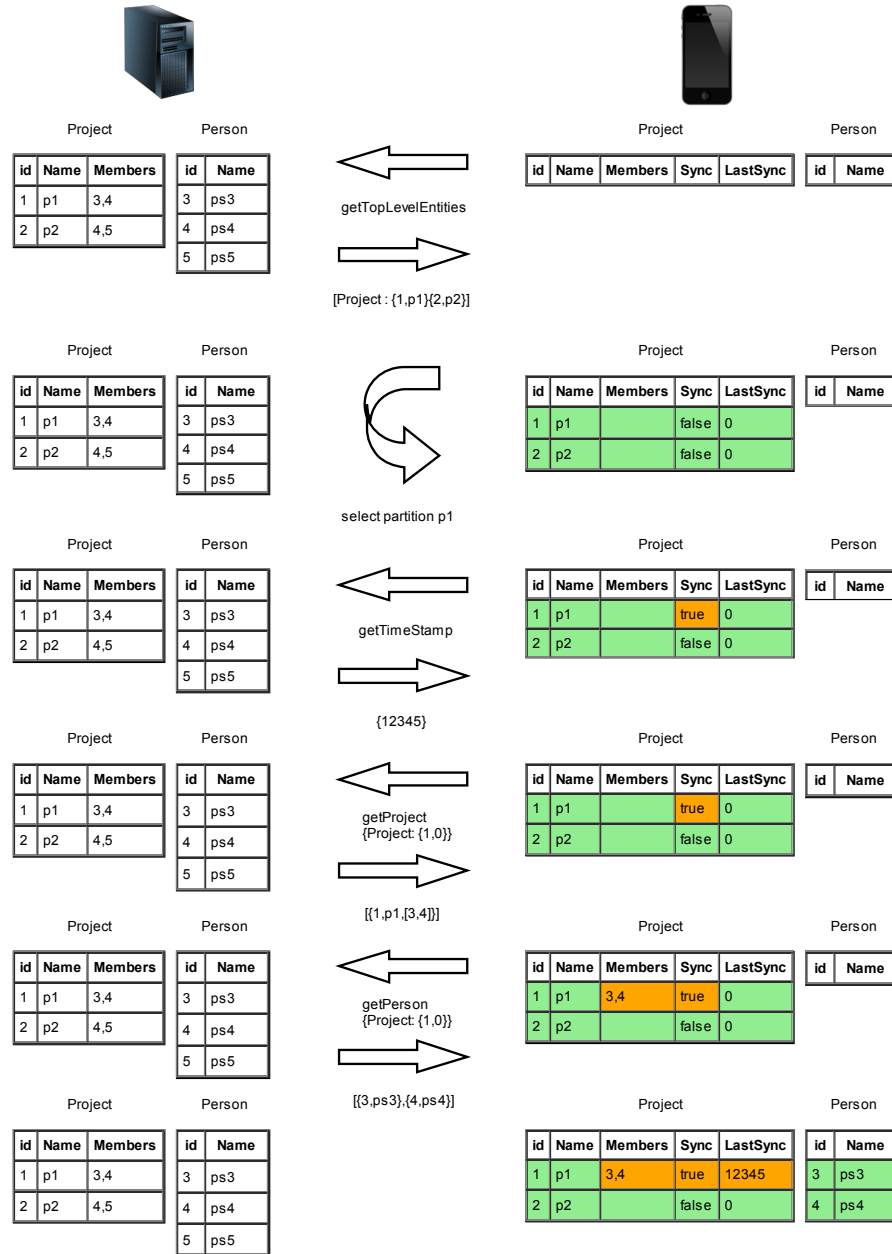 Project Person Project Person
id Name Members id Name id Name Members Sync LastSync id Name
1 p1 3,4 3 ps3
2 p2 4,5 4 ps4
5 ps5
getTopLevelEntities
[Project : {1,p1}{2,p2}]
Project Person Project Person
id Name Members id Name id Name Members Sync LastSync id Name
1 p1 3,4 3 ps3 1 p1 false 0
2 p2 4,5 4 ps4 2 p2 false 0
5 ps5
select partition p1
Project Person Project Person
id Name Members id Name id Name Members Sync LastSync id Name
1 p1 3,4 3 ps3 1 p1 true 0
2 p2 4,5 4 ps4 2 p2 false 0
5 ps5
getTimeStamp
{12345}
Project Person Project Person
id Name Members id Name id Name Members Sync LastSync id Name
1 p1 3,4 3 ps3 1 p1 true 0
2 p2 4,5 4 ps4 2 p2 false 0
5 ps5
getProject
{Project: {1,0}}
[{1,p1,[3,4]}]
Project Person Project Person
id Name Members id Name id Name Members Sync LastSync id Name
1 p1 3,4 3 ps3 1 p1 3,4 true 0
2 p2 4,5 4 ps4 2 p2 false 0
5 ps5
getPerson
{Project: {1,0}}
[{3,ps3},{4,ps4}]
Project Person Project Person
id Name Members id Name id Name Members Sync LastSync id Name
1 p1 3,4 3 ps3 1 p1 3,4 true 12345 3 ps3
2 p2 4,5 4 ps4 2 p2 false 0 4 ps4
5 ps5